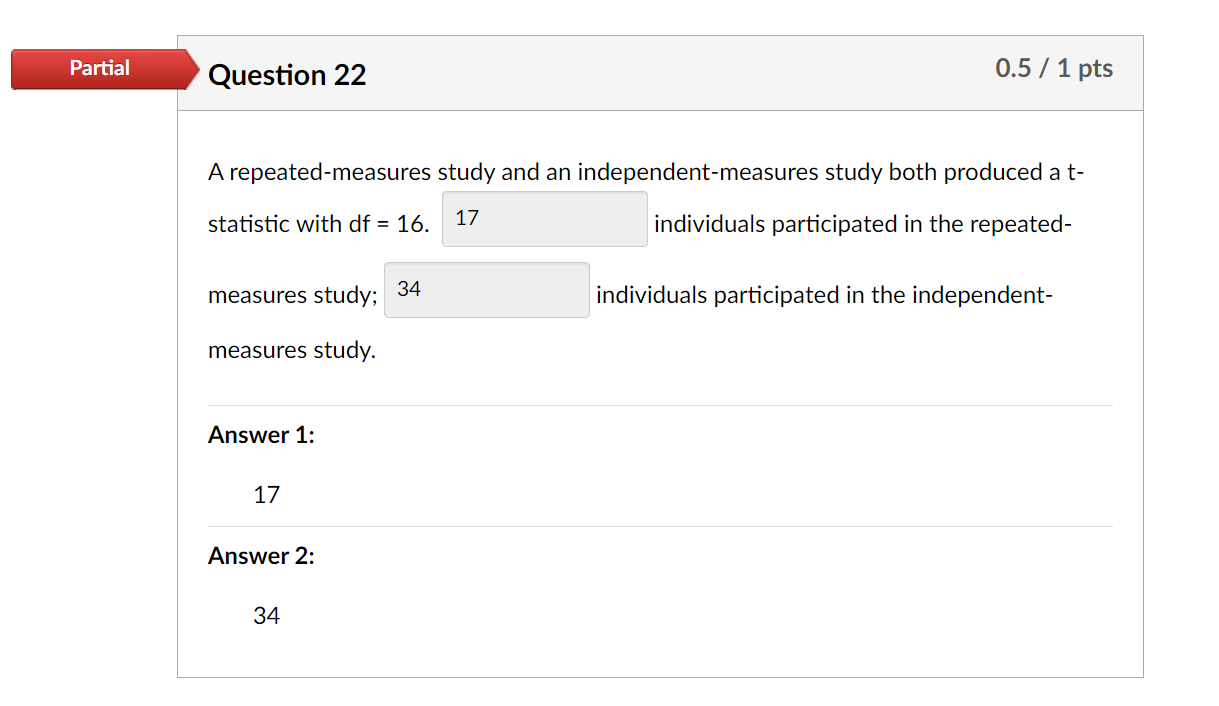 Partial
Question 22
0.5 / 1 pts
A repeated-measures study and an independent-measures study both produced a t-
statistic with df = 16. 17 individuals participated in the repeated-
measures study; 34 individuals participated in the independent-
measures study.
Answer 1:
17
Answer 2:
34